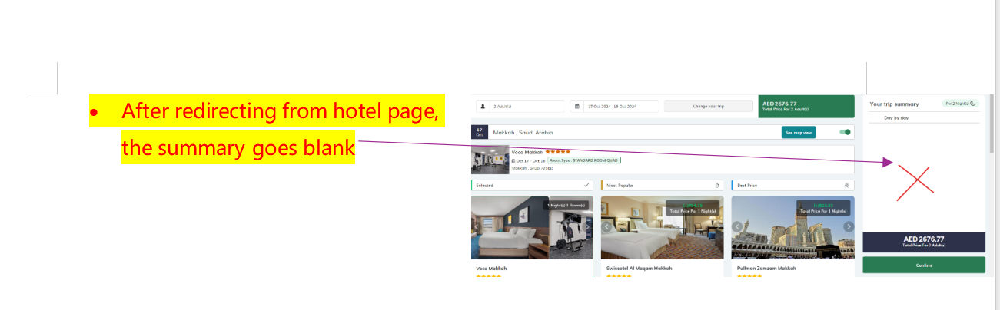 • After redirecting from hotel page,
the summary goes blank
2 Adult(s)
17 Oct 2024 - 19 Oct 2024
Change your trip
AED 2676.77
Total Price For 2 Adult(s)
17
Oct
Makkah , Saudi Arabia
See map view
Voco Makkah
Oct 17 - Oct 18
Room Type : STANDARD ROOM QUAD
Makkah , Saudi Arabia
Selected
Most Popular
Best Price
1 Night(s) 1 Room(s)
Total Price For 1 Night(s)
Total Price For 1 Night(s)
Voco Makkah
Swissotel Al Maqam Makkah
Pullman Zamzam Makkah
Your trip summary
For 2 Night(s)
Day by day
AED 2676.77
Total Price For 2 Adult(s)
Confirm